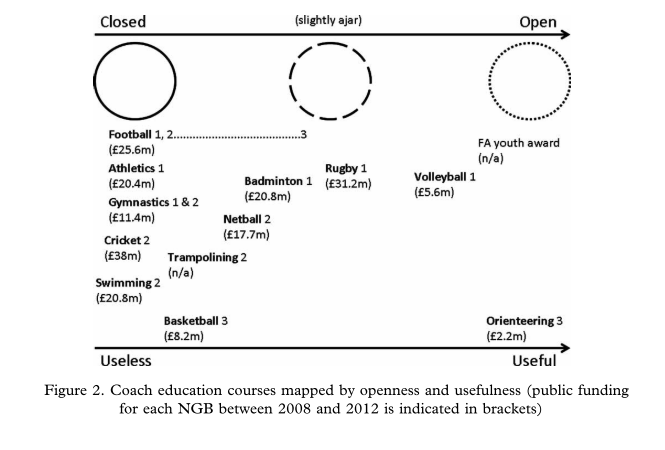 Closed (slightly ajar) Open
Football 1, 2.......................................3
(£25.6m)
FA youth award
(n/a)
Athletics 1
(£20.4m)
Rugby 1
(£31.2m)
Volleyball 1
(£5.6m)
Badminton 1
(£20.8m)
Gymnastics 1 & 2
(£11.4m)
Netball 2
(£17.7m)
Cricket 2
(£38m)
Trampolining 2
(n/a)
Swimming 2
(£20.8m)
Basketball 3
(£8.2m)
Orienteering 3
(£2.2m)
Useless Useful
Figure 2. Coach education courses mapped by openness and usefulness (public funding
for each NGB between 2008 and 2012 is indicated in brackets)